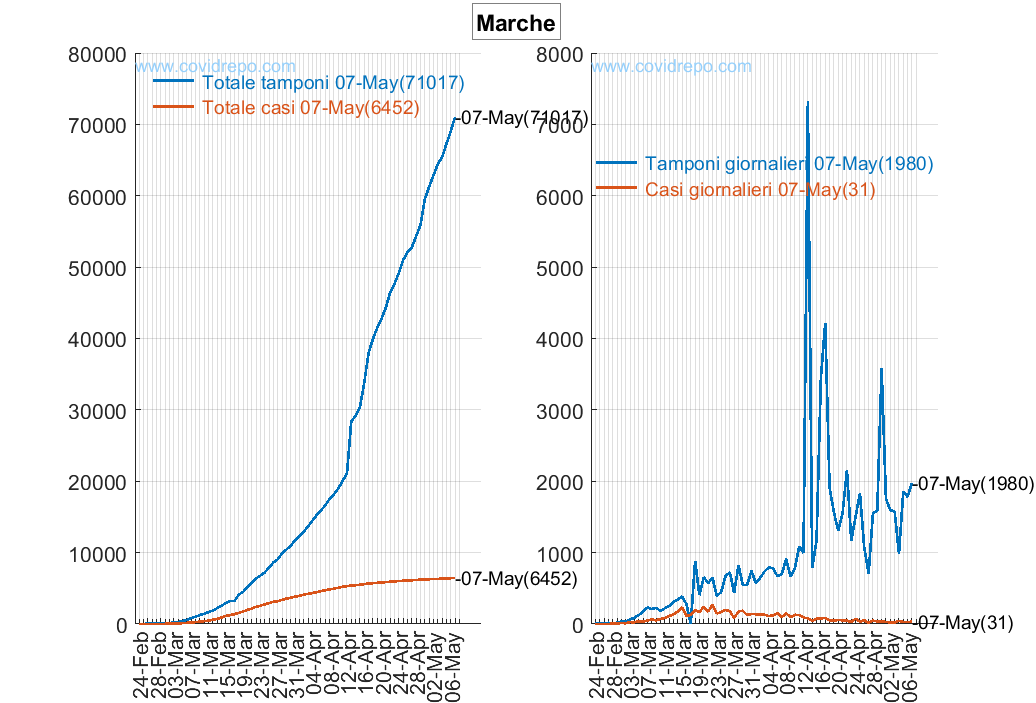 Marche
80000
70000
60000
50000
40000
30000
20000
10000
0
www.covidrepo.com
Totale tamponi 07-May(71017)
Totale casi 07-May(6452)
-07-May(71017)
-07-May(6452)
24-Feb
28-Feb
03-Mar
07-Mar
11-Mar
15-Mar
19-Mar
23-Mar
27-Mar
31-Mar
04-Apr
08-Apr
12-Apr
16-Apr
20-Apr
24-Apr
28-Apr
02-May
06-May
8000
7000
6000
5000
4000
3000
2000
1000
0
www.covidrepo.com
Tamponi giornalieri 07-May(1980)
Casi giornalieri 07-May(31)
-07-May(1980)
-07-May(31)
24-Feb
28-Feb
03-Mar
07-Mar
11-Mar
15-Mar
19-Mar
23-Mar
27-Mar
31-Mar
04-Apr
08-Apr
12-Apr
16-Apr
20-Apr
24-Apr
28-Apr
02-May
06-May